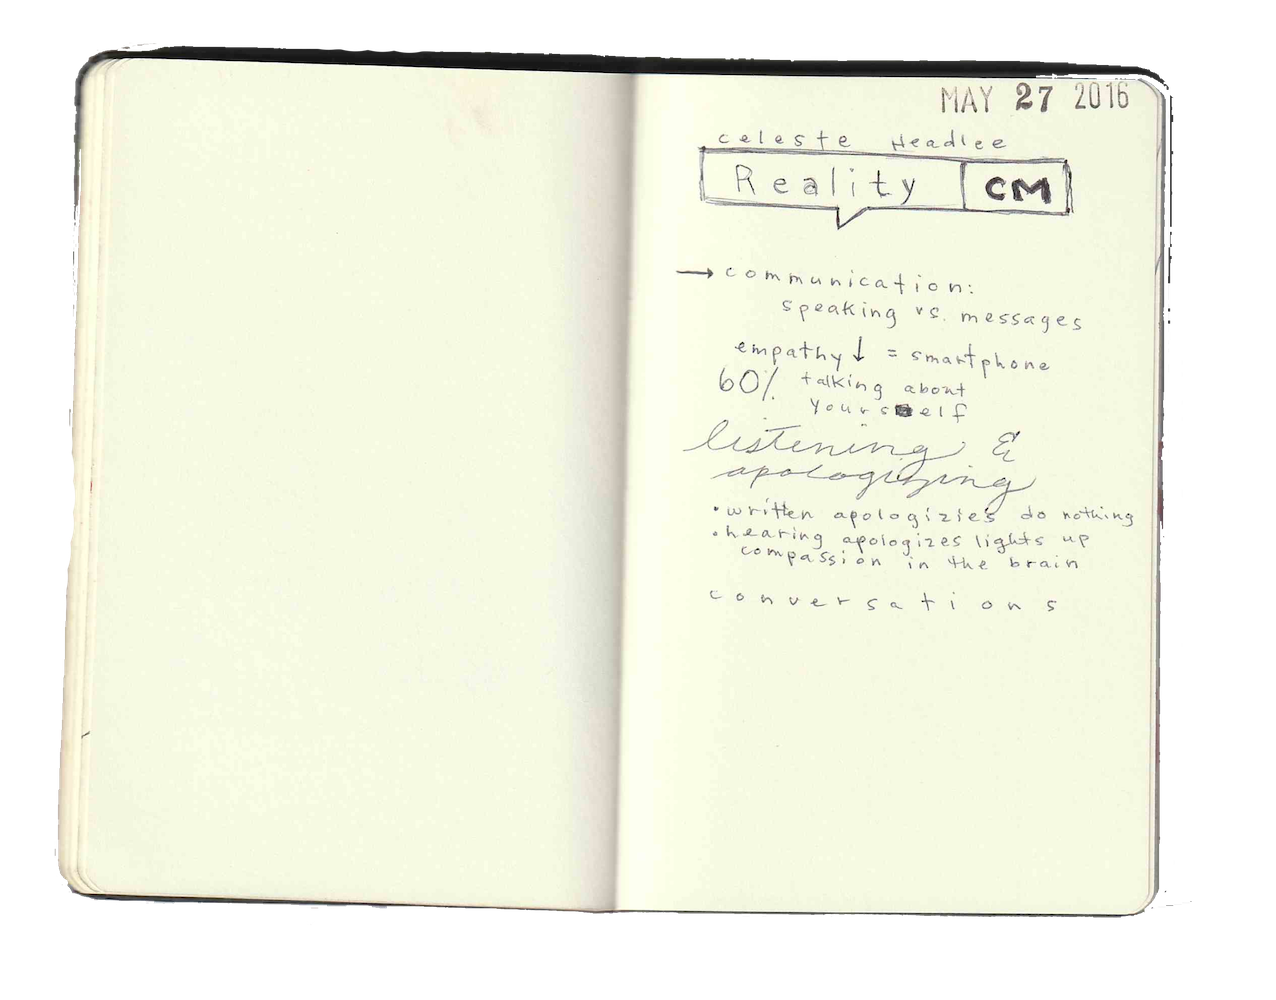 MAY 27 2016
celeste Headlee
Reality CM
→ communication:
speaking vs. messages
empathy ↓ = smartphone
60% talking about
yourself
listening &
apologizing
• written apologizies do nothing
• hearing apologizes lights up
compassion in the brain
conversations